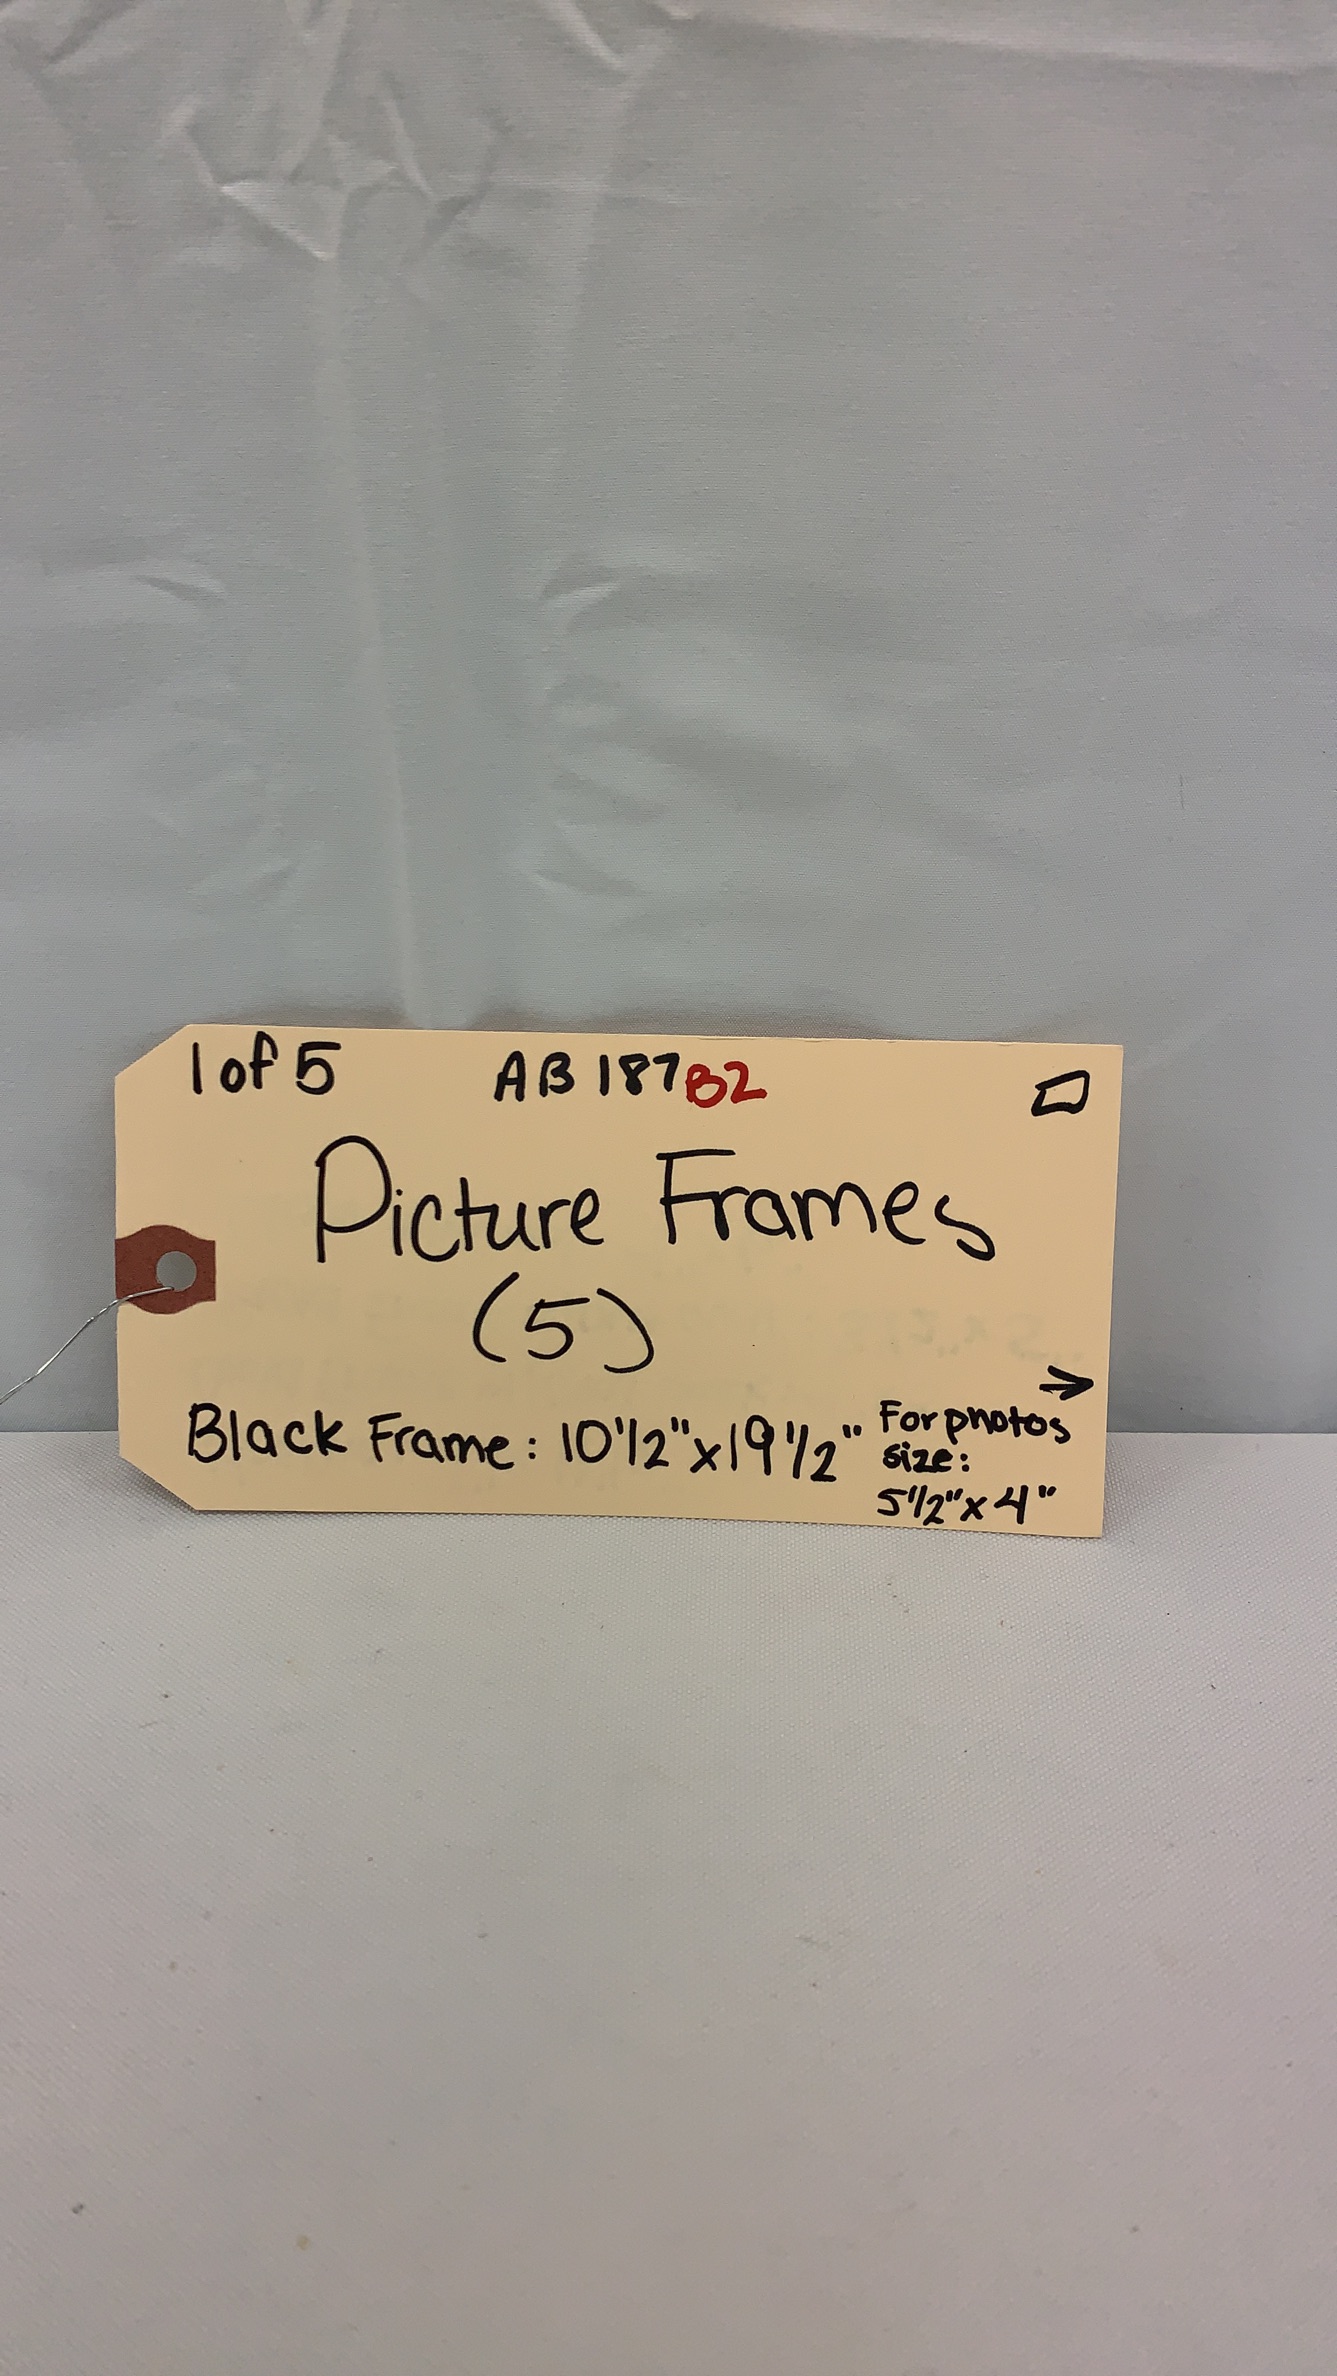 1 of 5 AB 187B2
Picture Frames
(5)
→
Black Frame: 10 1/2" x 19 1/2" For photos
size:
5 1/2" x 4"